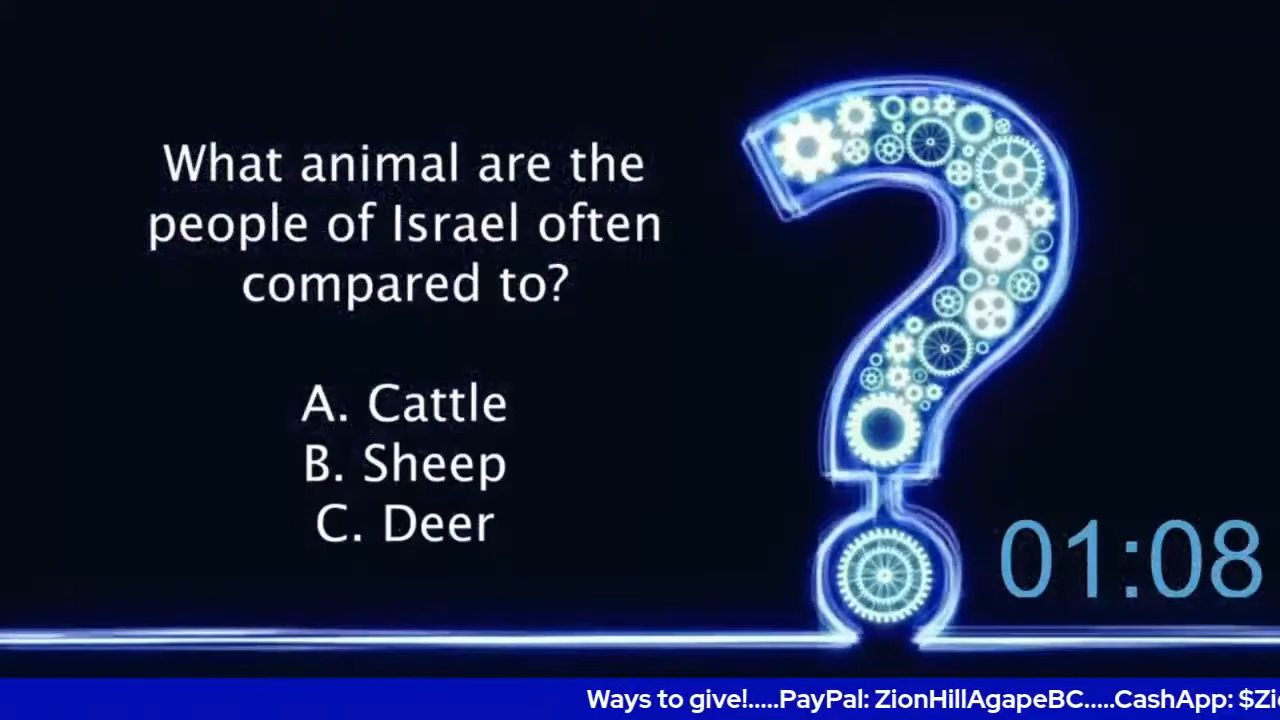 What animal are the
people of Israel often
compared to?
A. Cattle
B. Sheep
C. Deer
01:08
Ways to give!.....PayPal: ZionHillAgapeBC.....CashApp: $Zi